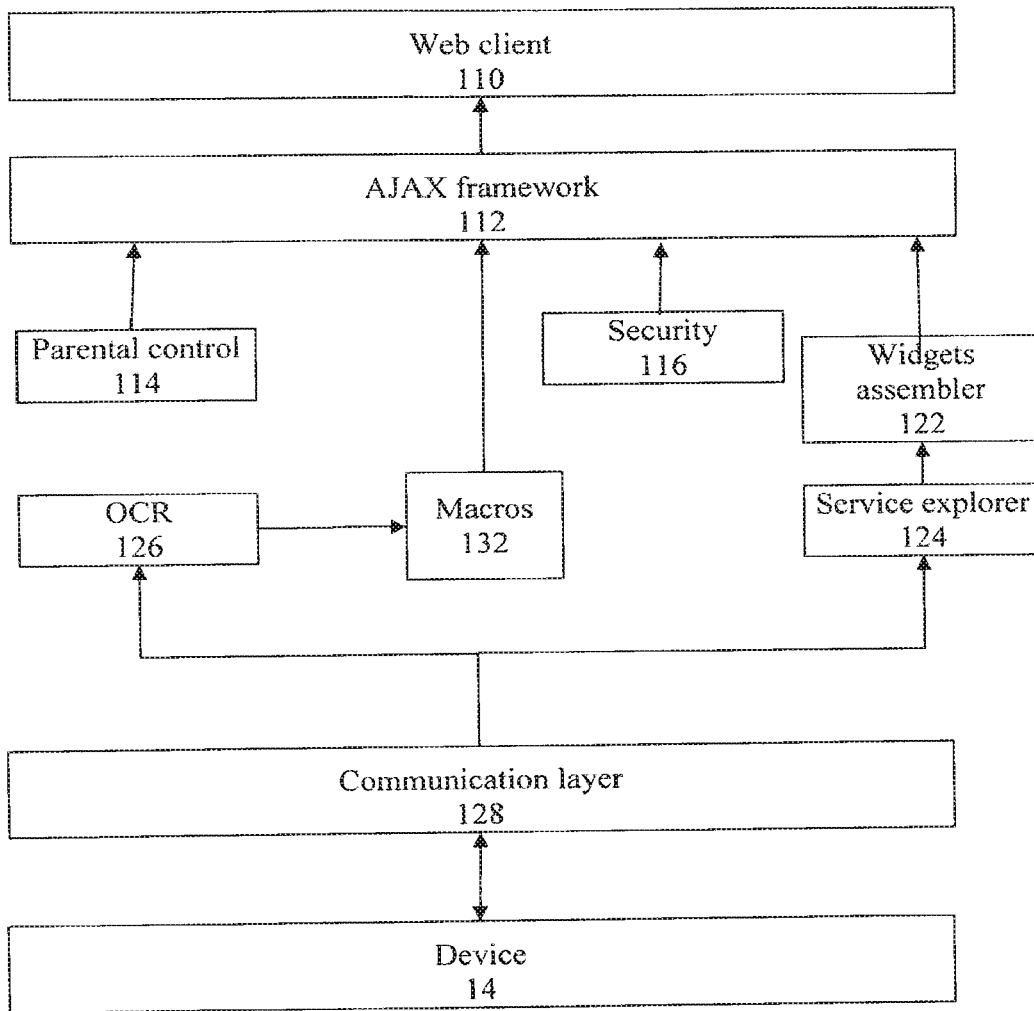 Web client
110
AJAX framework
112
Parental control
114
Security
116
Widgets
assembler
122
OCR
126
Macros
132
Service explorer
124
Communication layer
128
Device
14